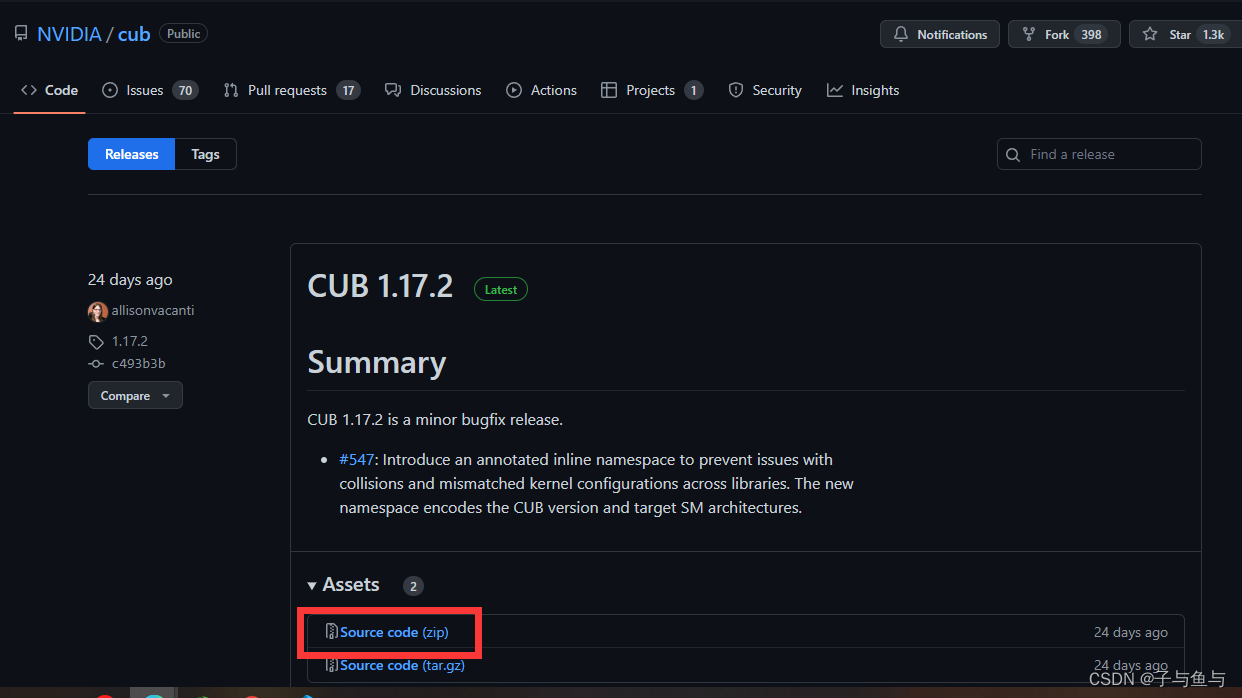 NVIDIA / cub Public
Notifications Fork 398 Star 1.3k
Code Issues 70 Pull requests 17 Discussions Actions Projects 1 Security Insights
Releases Tags
Find a release
24 days ago
allisonvacanti
1.17.2
c493b3b
Compare
CUB 1.17.2 Latest
Summary
CUB 1.17.2 is a minor bugfix release.
#547: Introduce an annotated inline namespace to prevent issues with
collisions and mismatched kernel configurations across libraries. The new
namespace encodes the CUB version and target SM architectures.
Assets 2
Source code (zip) 24 days ago
Source code (tar.gz) 24 days ago
CSDN @子与鱼与